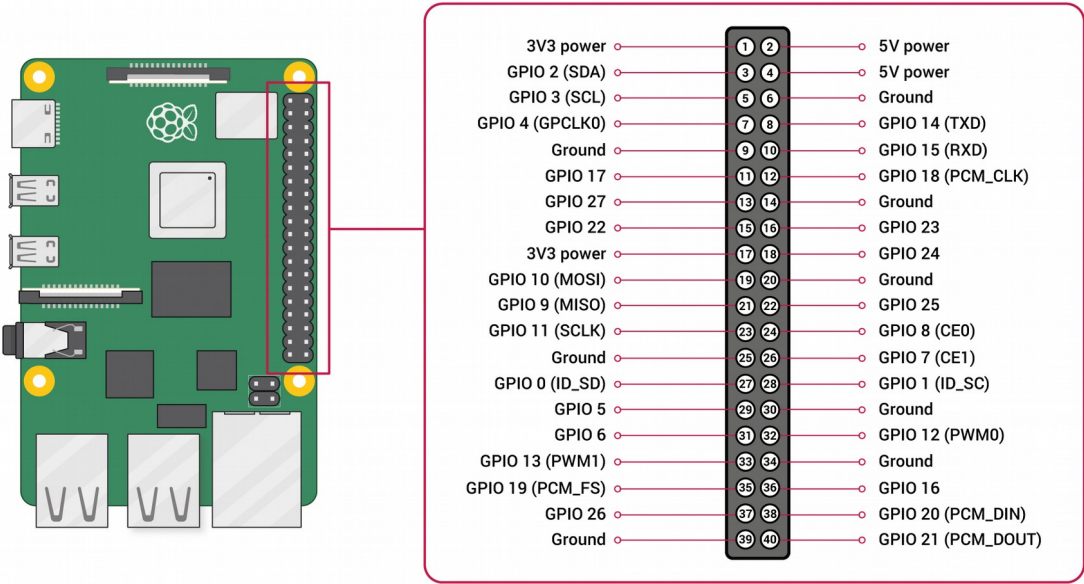 3V3 power 1 2 5V power
GPIO 2 (SDA) 3 4 5V power
GPIO 3 (SCL) 5 6 Ground
GPIO 4 (GPCLK0) 7 8 GPIO 14 (TXD)
Ground 9 10 GPIO 15 (RXD)
GPIO 17 11 12 GPIO 18 (PCM_CLK)
GPIO 27 13 14 Ground
GPIO 22 15 16 GPIO 23
3V3 power 17 18 GPIO 24
GPIO 10 (MOSI) 19 20 Ground
GPIO 9 (MISO) 21 22 GPIO 25
GPIO 11 (SCLK) 23 24 GPIO 8 (CE0)
Ground 25 26 GPIO 7 (CE1)
GPIO 0 (ID_SD) 27 28 GPIO 1 (ID_SC)
GPIO 5 29 30 Ground
GPIO 6 31 32 GPIO 12 (PWM0)
GPIO 13 (PWM1) 33 34 Ground
GPIO 19 (PCM_FS) 35 36 GPIO 16
GPIO 26 37 38 GPIO 20 (PCM_DIN)
Ground 39 40 GPIO 21 (PCM_DOUT)